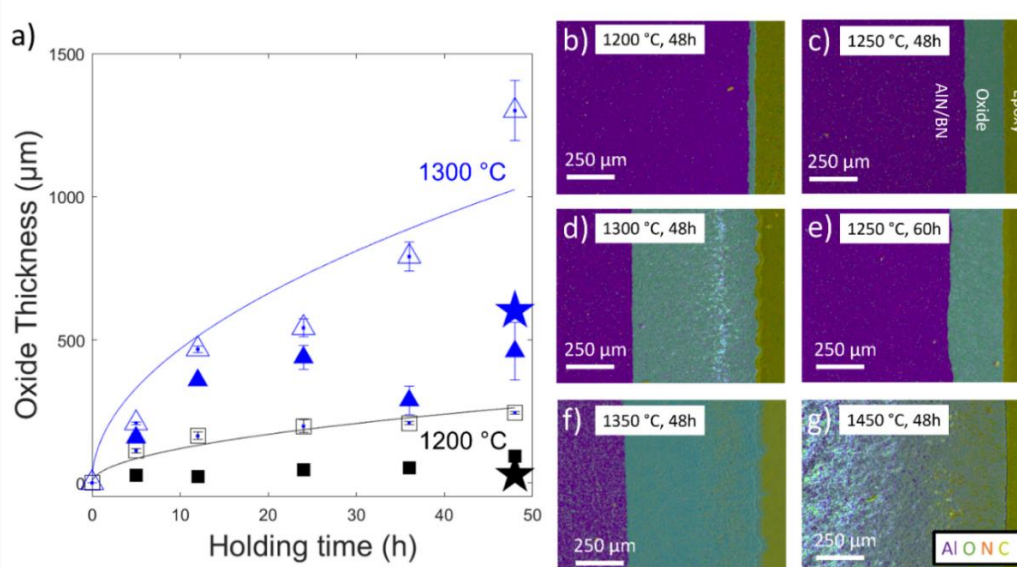 a)
Oxide Thickness (µm)
1500
1000
500
0
0
10
20
30
40
50
Holding time (h)
1300 °C
1200 °C
b) 1200 °C, 48h
250 µm
c) 1250 °C, 48h
AlN/BN
Oxide
Epoxy
250 µm
d) 1300 °C, 48h
250 µm
e) 1250 °C, 60h
250 µm
f) 1350 °C, 48h
250 µm
g) 1450 °C, 48h
250 µm
Al O N C